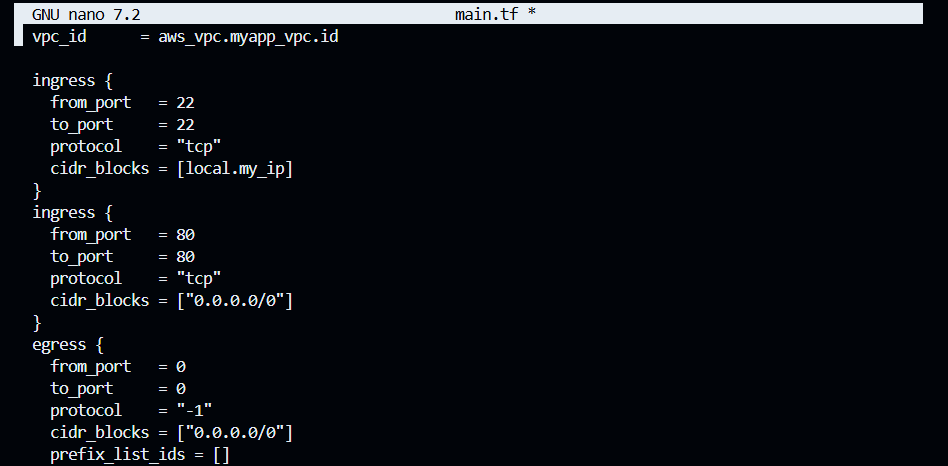 GNU nano 7.2 main.tf *
vpc_id      = aws_vpc.myapp_vpc.id

ingress {
  from_port   = 22
  to_port     = 22
  protocol    = "tcp"
  cidr_blocks = [local.my_ip]
}
ingress {
  from_port   = 80
  to_port     = 80
  protocol    = "tcp"
  cidr_blocks = ["0.0.0.0/0"]
}
egress {
  from_port   = 0
  to_port     = 0
  protocol    = "-1"
  cidr_blocks = ["0.0.0.0/0"]
  prefix_list_ids = []